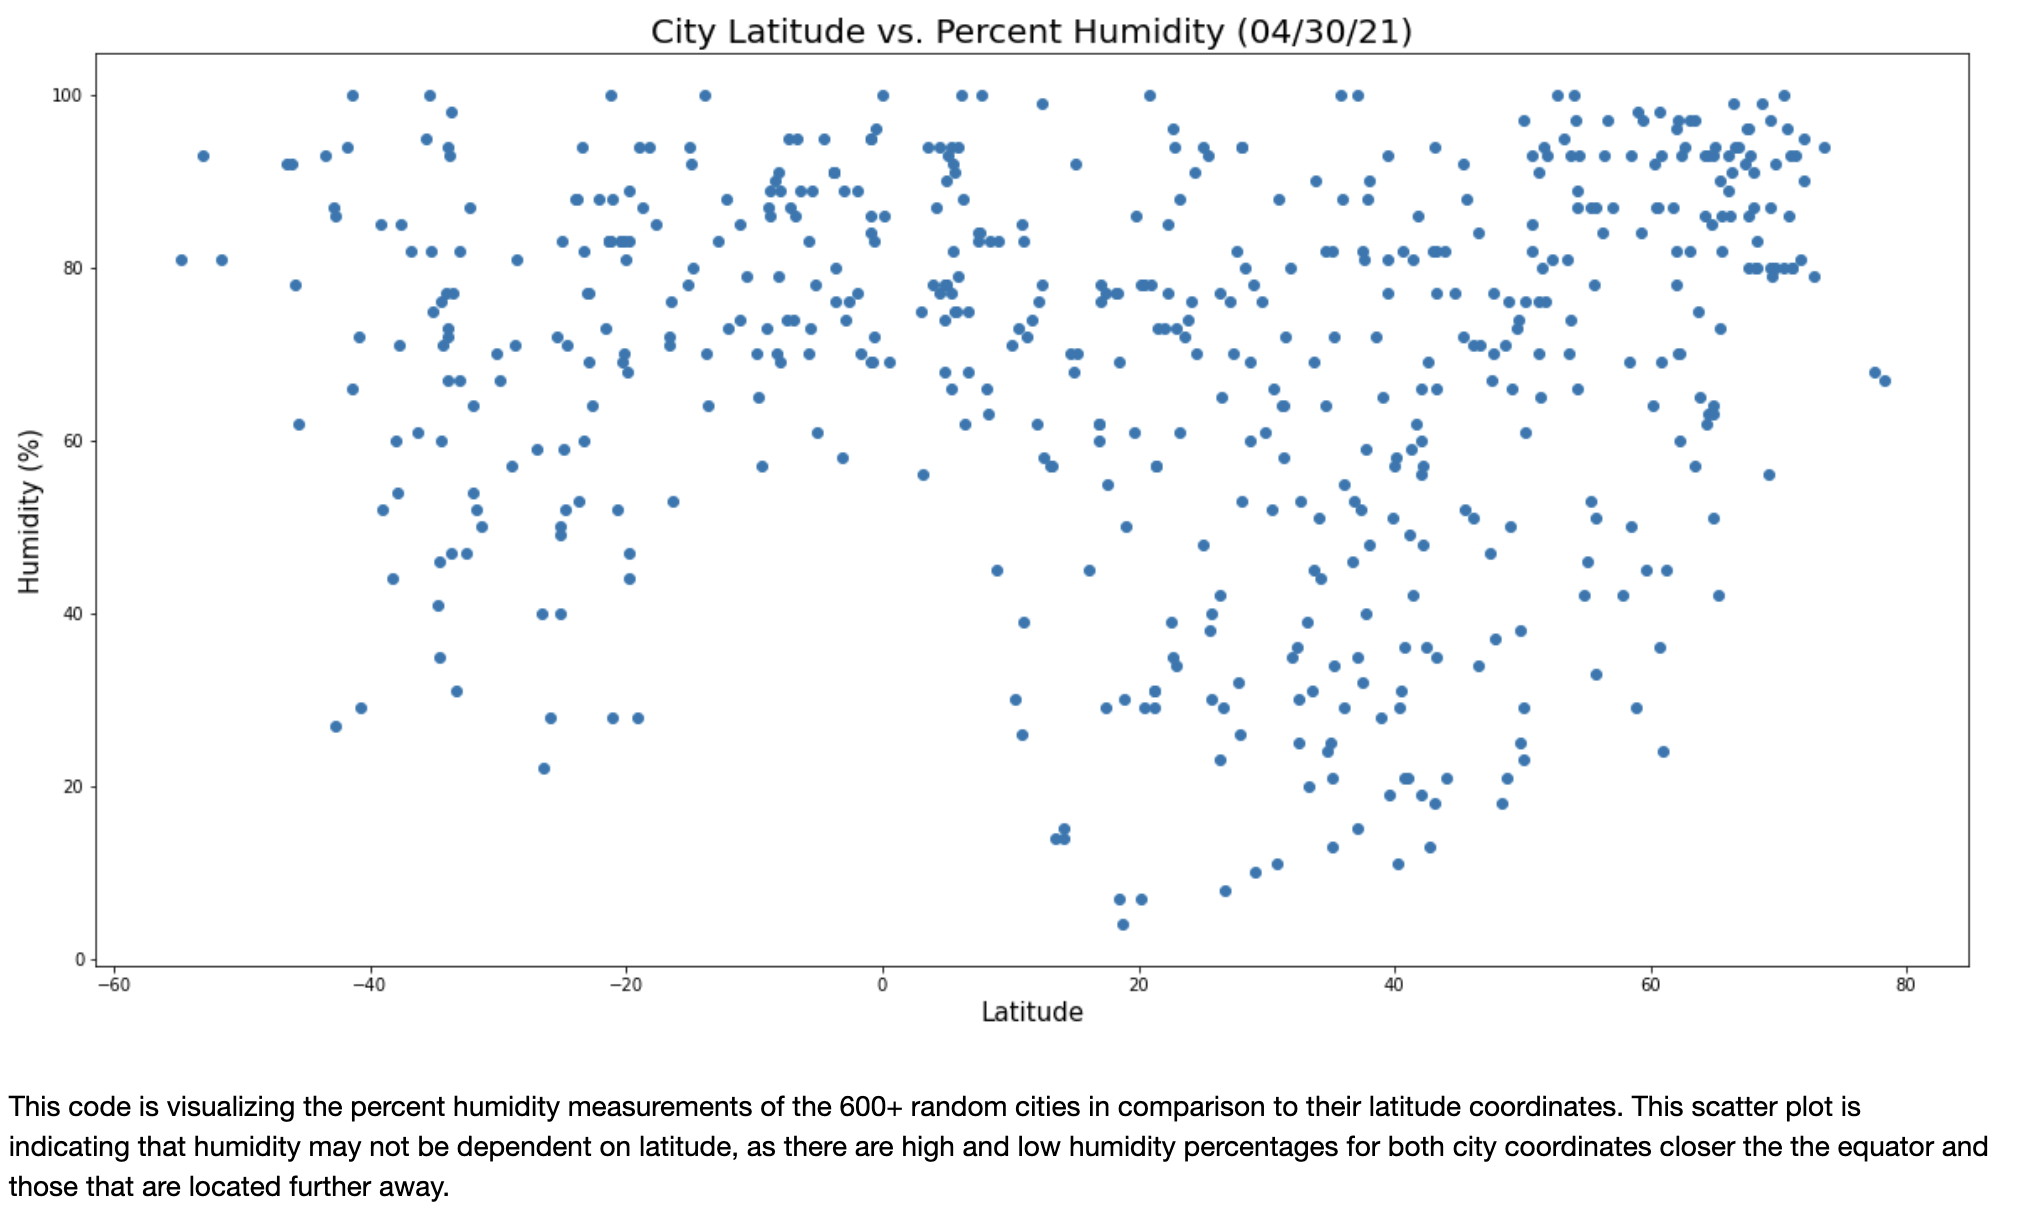 City Latitude vs. Percent Humidity (04/30/21)
100
80
60
40
20
0
Humidity (%)
−60 −40 −20 0 20 40 60 80
Latitude
This code is visualizing the percent humidity measurements of the 600+ random cities in comparison to their latitude coordinates. This scatter plot is
indicating that humidity may not be dependent on latitude, as there are high and low humidity percentages for both city coordinates closer the the equator and
those that are located further away.